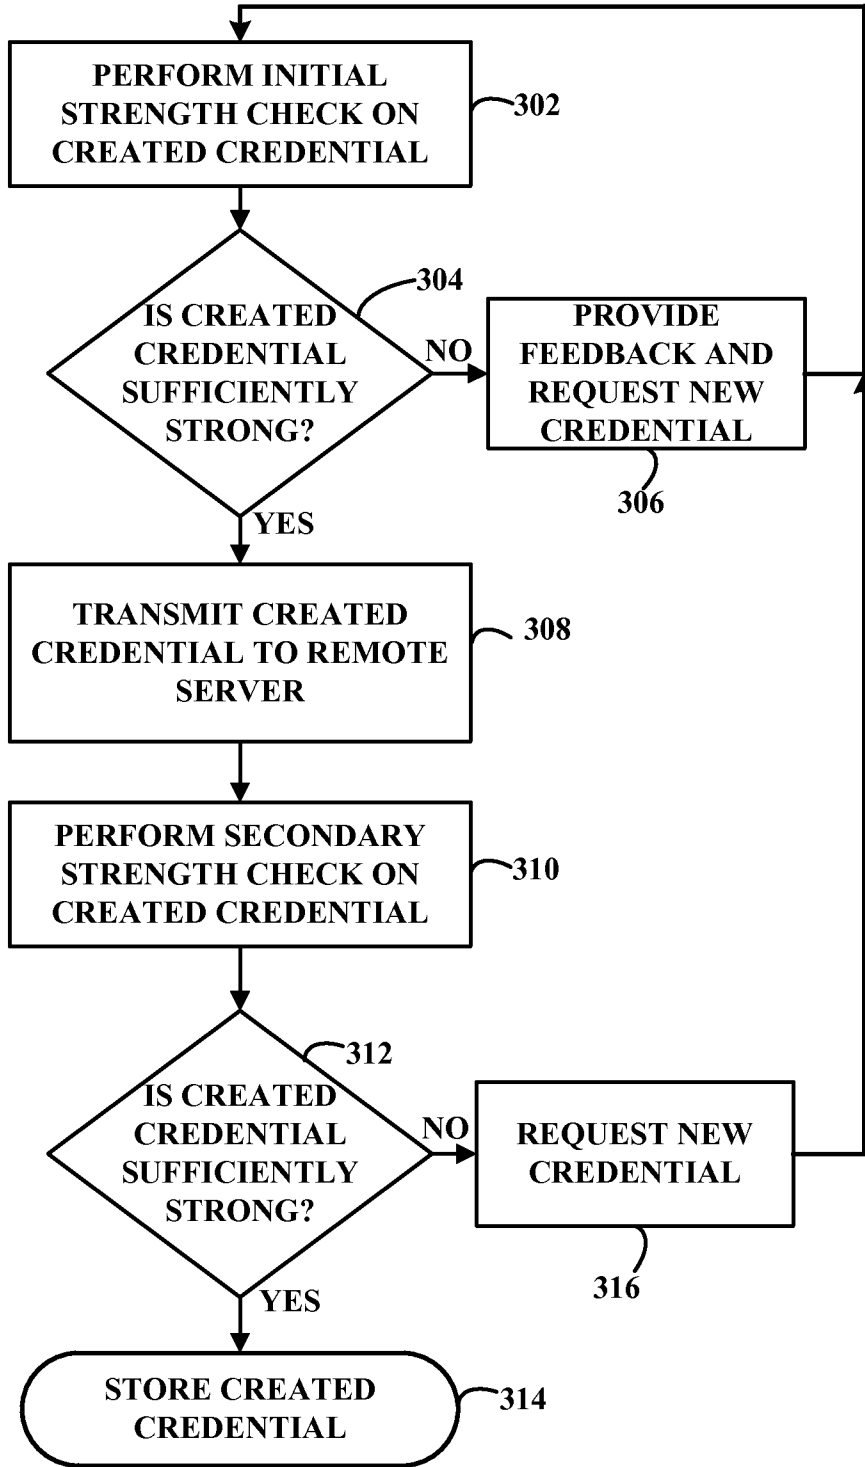 PERFORM INITIAL
STRENGTH CHECK ON
CREATED CREDENTIAL
302
304
IS CREATED
CREDENTIAL
SUFFICIENTLY
STRONG?
NO
PROVIDE
FEEDBACK AND
REQUEST NEW
CREDENTIAL
306
YES
TRANSMIT CREATED
CREDENTIAL TO REMOTE
SERVER
308
PERFORM SECONDARY
STRENGTH CHECK ON
CREATED CREDENTIAL
310
312
IS CREATED
CREDENTIAL
SUFFICIENTLY
STRONG?
NO
REQUEST NEW
CREDENTIAL
316
YES
STORE CREATED
CREDENTIAL
314